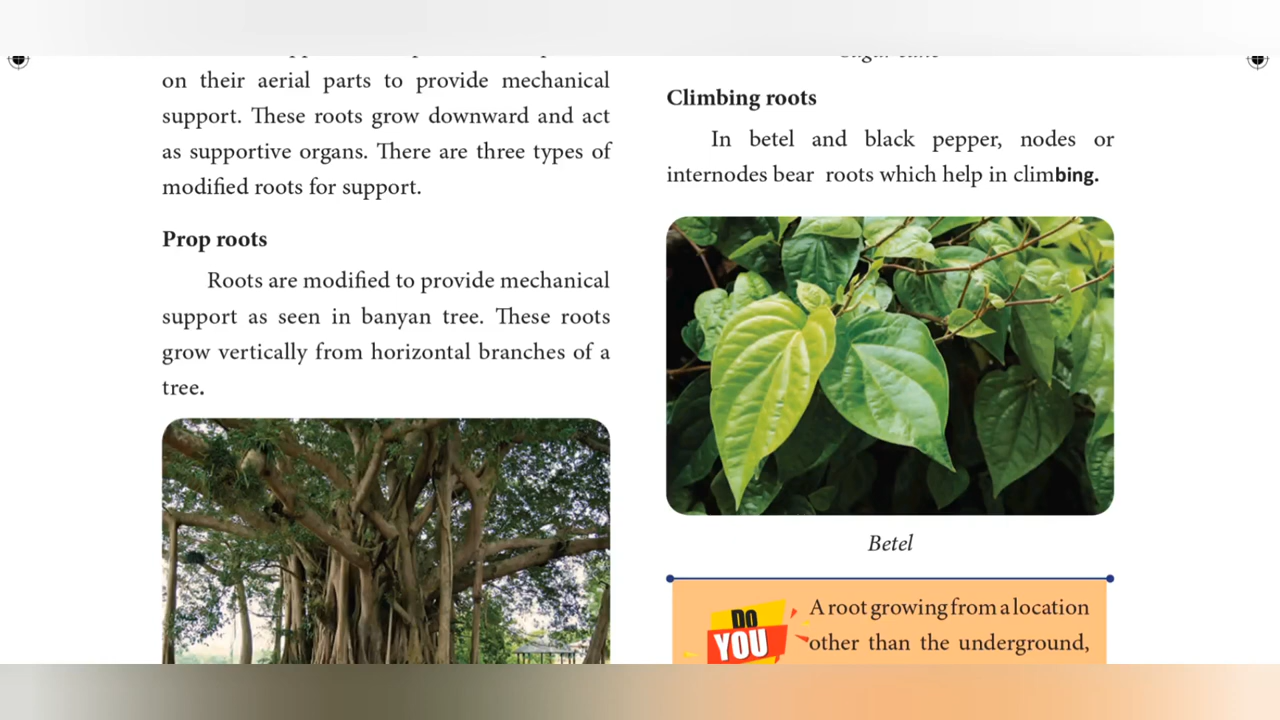 on their aerial parts to provide mechanical
support. These roots grow downward and act
as supportive organs. There are three types of
modified roots for support.
Prop roots
Roots are modified to provide mechanical
support as seen in banyan tree. These roots
grow vertically from horizontal branches of a
tree.
Climbing roots
In betel and black pepper, nodes or
internodes bear roots which help in climbing.
Betel
DO
YOU
A root growing from a location
other than the underground,